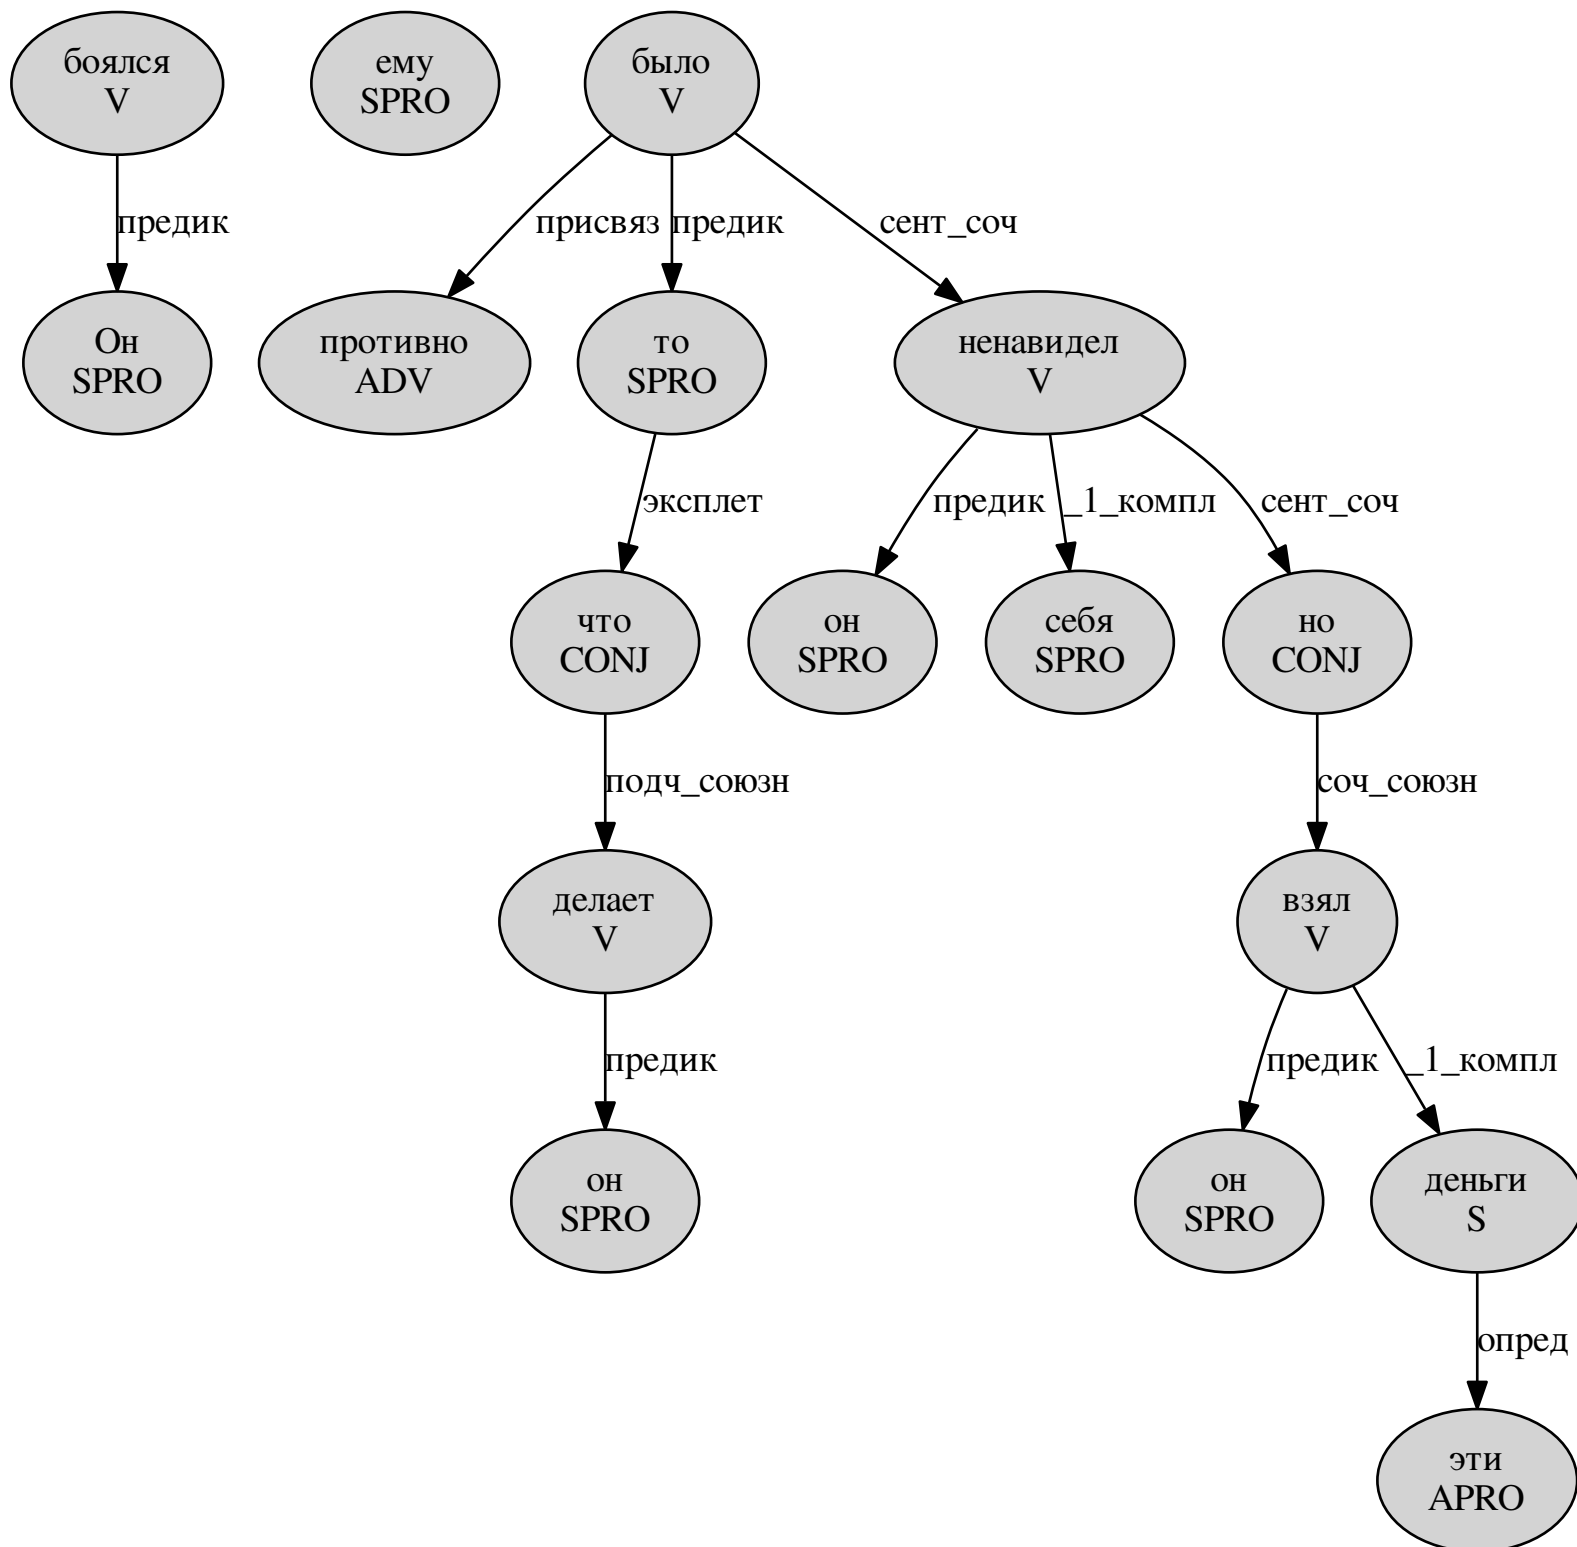 боялся
V
ему
SPRO
было
V
предик
присвяз
предик
сент_соч
Он
SPRO
противно
ADV
то
SPRO
ненавидел
V
эксплет
предик
_1_компл
сент_соч
что
CONJ
он
SPRO
себя
SPRO
но
CONJ
подч_союзн
соч_союзн
делает
V
взял
V
предик
предик
_1_компл
он
SPRO
он
SPRO
деньги
S
опред
эти
APRO